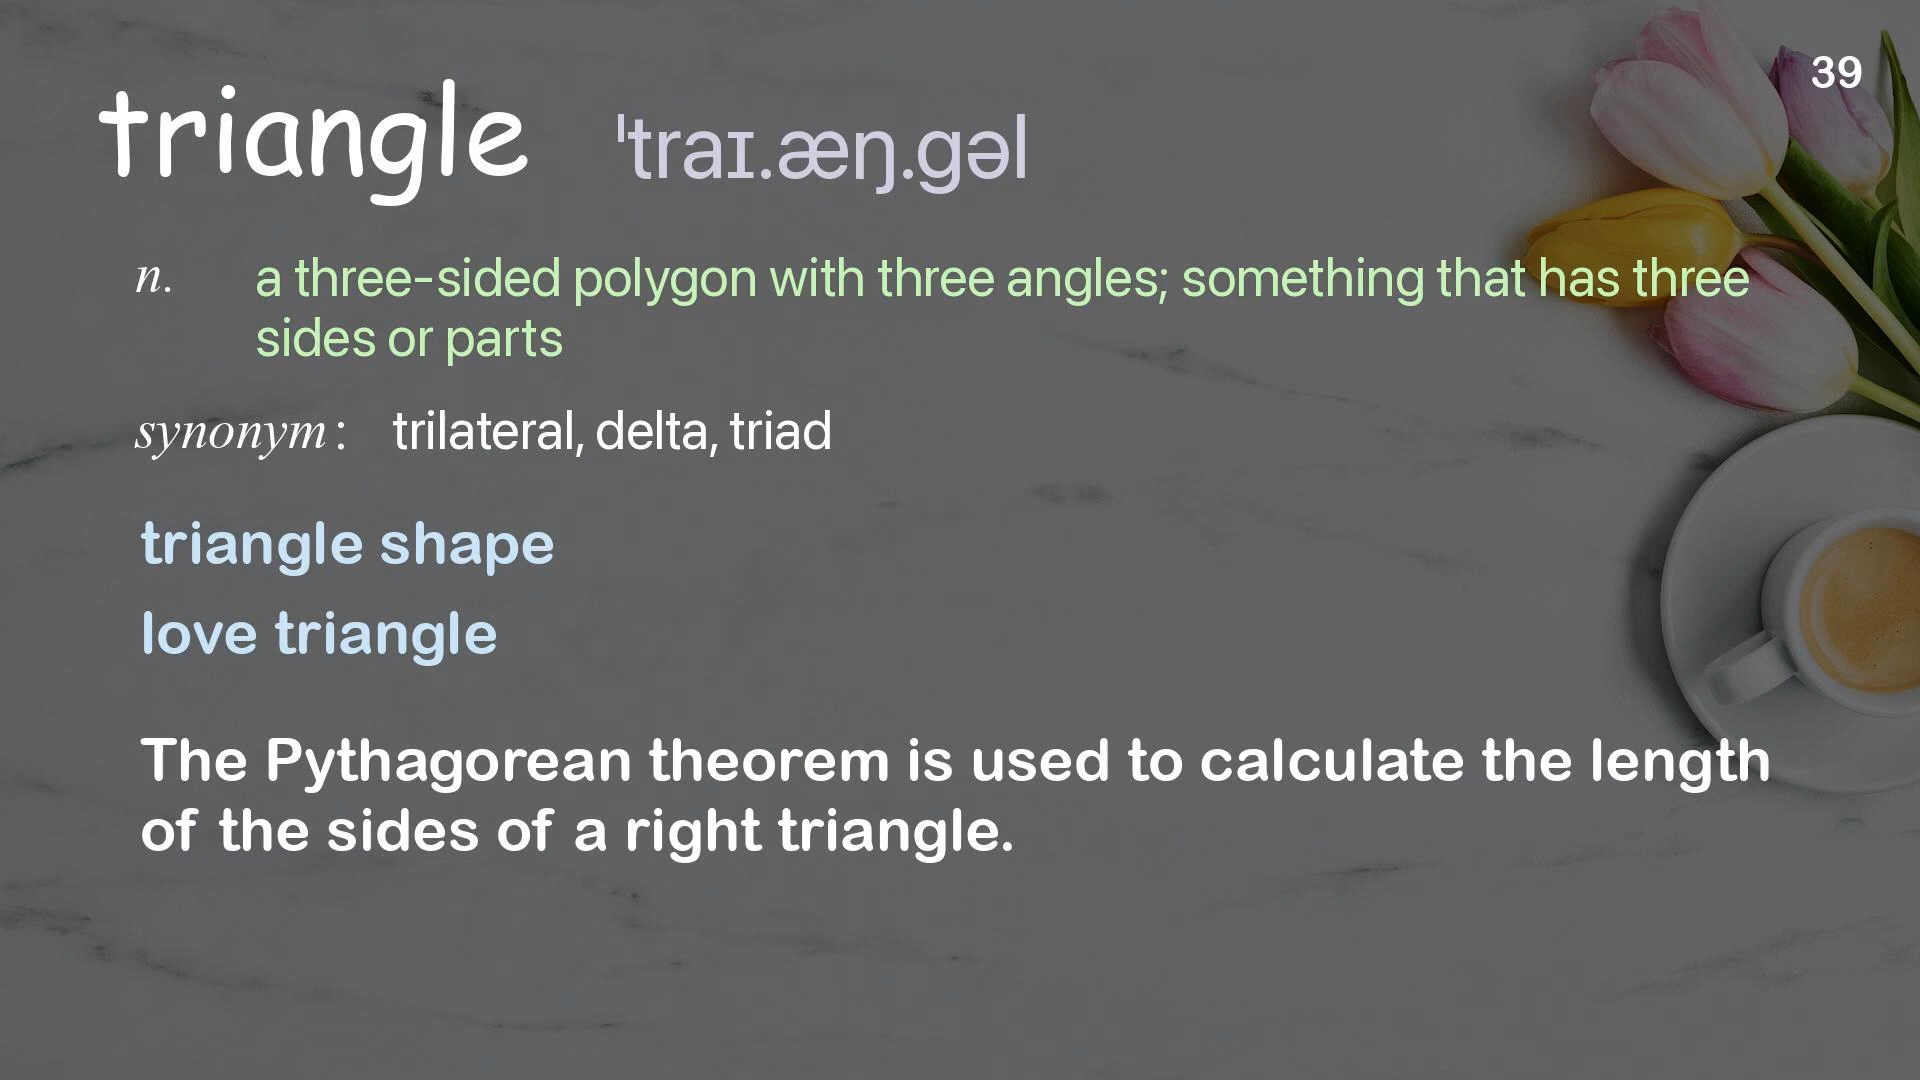 39
triangle ˈtraɪ.æŋ.gəl
n. a three-sided polygon with three angles; something that has three
sides or parts
synonym: trilateral, delta, triad
triangle shape
love triangle
The Pythagorean theorem is used to calculate the length
of the sides of a right triangle.